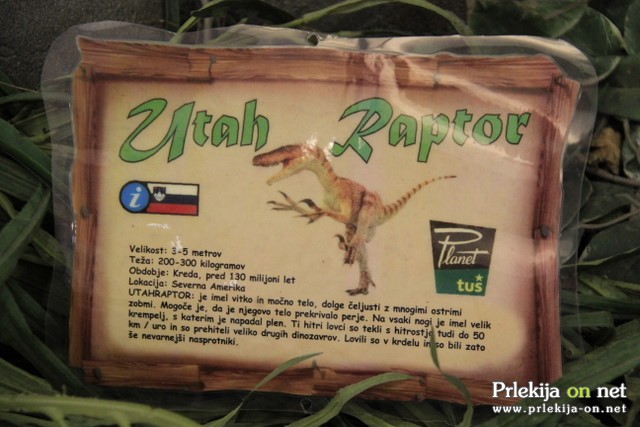 Utah Raptor
i
Velikost: 3-5 metrov
Teža: 200-300 kilogramov
Obdobje: Kreda, pred 130 milijoni let
Lokacija: Severna Amerika
UTAHRAPTOR: je imel vitko in močno telo, dolge čeljusti z mnogimi ostrimi
zobmi. Mogoče je, da je njegovo telo prekrivalo perje. Na vsaki nogi je imel velik
krempelj, s katerim je napadal plen. Ti hitri lovci so tekli s hitrostjo tudi do 50
km / uro in so prehiteli veliko drugih dinozavrov. Lovili so v krdelu in so bili zato
še nevarnejši nasprotniki.
Planet
tuš
Prlekija on net
www.prlekija-on.net